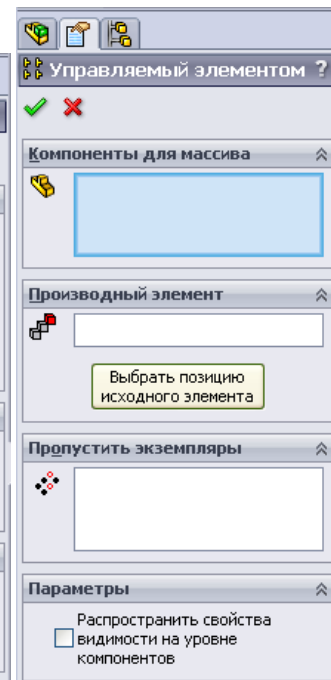 Управляемый элементом ?
Компоненты для массива
Производный элемент
Выбрать позицию
исходного элемента
Пропустить экземпляры
Параметры
Распространить свойства
видимости на уровне
компонентов